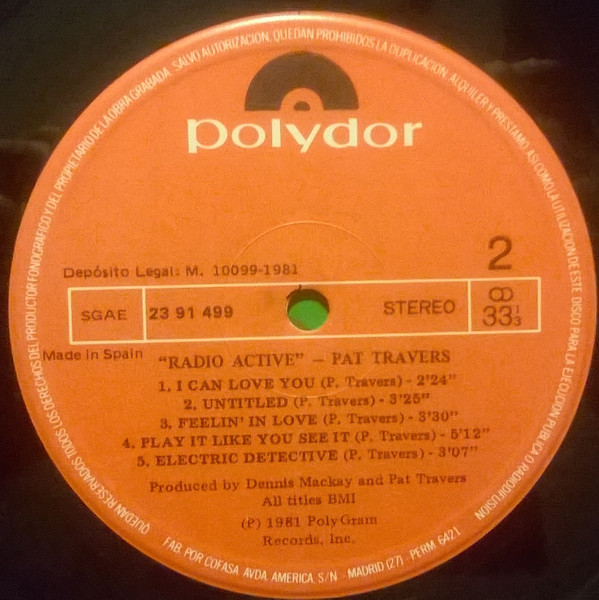 QUEDAN RESERVADOS TODOS LOS DERECHOS DEL PRODUCTOR FONOGRAFICO Y DEL PROPIETARIO DE LA OBRA GRABADA. SALVO AUTORIZACION, QUEDAN PROHIBIDOS LA DUPLICACION, ALQUILER Y PRESTAMO, ASI COMO LA UTILIZACION DE ESTE DISCO PARA LA EJECUCION PUBLICA O RADIODIFUSION
polydor
Depósito Legal: M. 10099-1981
2
SGAE
23 91 499
STEREO
33 1/3
Made in Spain
"RADIO ACTIVE" – PAT TRAVERS
1. I CAN LOVE YOU (P. Travers) - 2'24"
2. UNTITLED (P. Travers) - 3'25"
3. FEELIN' IN LOVE (P. Travers) - 3'30"
4. PLAY IT LIKE YOU SEE IT (P. Travers) - 5'12"
5. ELECTRIC DETECTIVE (P. Travers) - 3'07"
Produced by Dennis Mackay and Pat Travers
All titles BMI
(P) 1981 PolyGram
Records, Inc.
FAB. POR COFASA AVDA. AMERICA. S/N - MADRID (27) - PERM. 6421